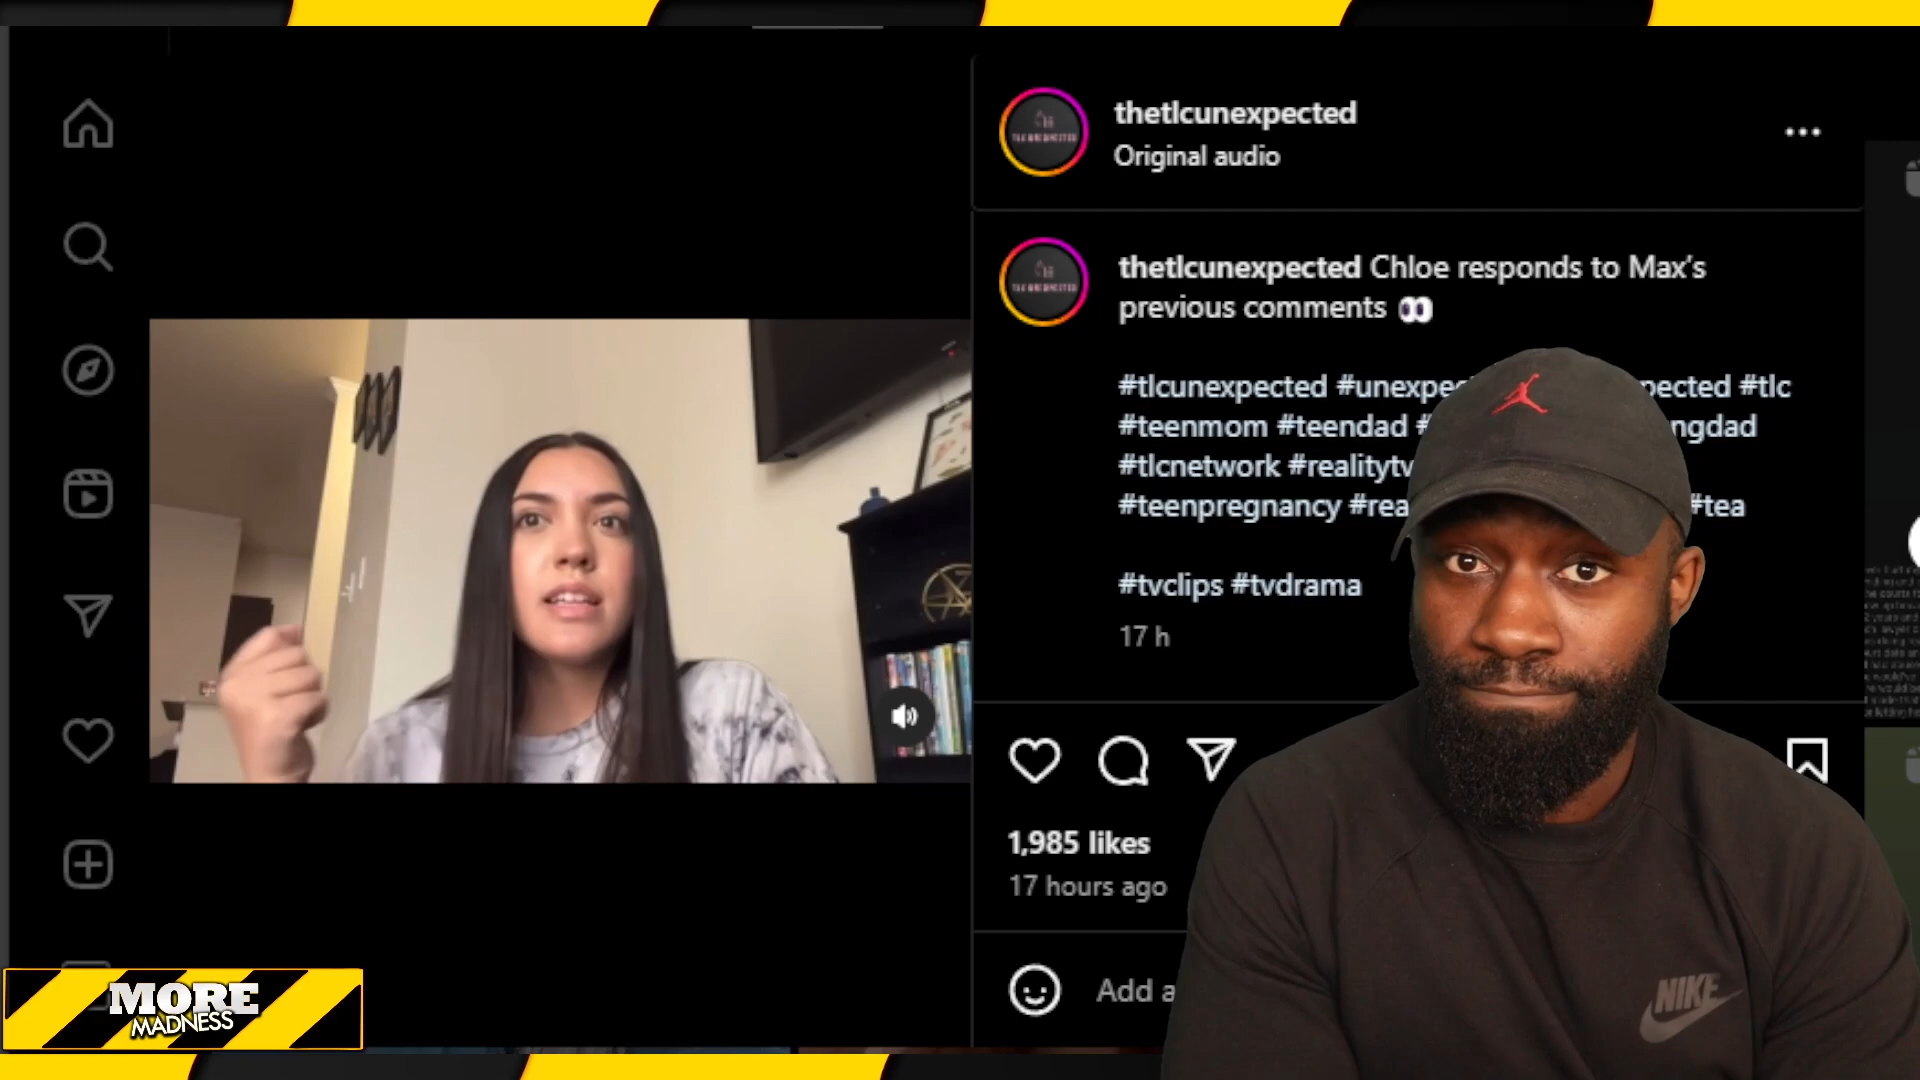 thetlcunexpected
Original audio
thetlcunexpected Chloe responds to Max's
previous comments 👀
#tlcunexpected #unexpec pected #tlc
#teenmom #teendad # ngdad
#tlcnetwork #realitytv
#teenpregnancy #rea #tea
#tvclips #tvdrama
17 h
1,985 likes
17 hours ago
Add a
MORE
MADNESS
NIKE